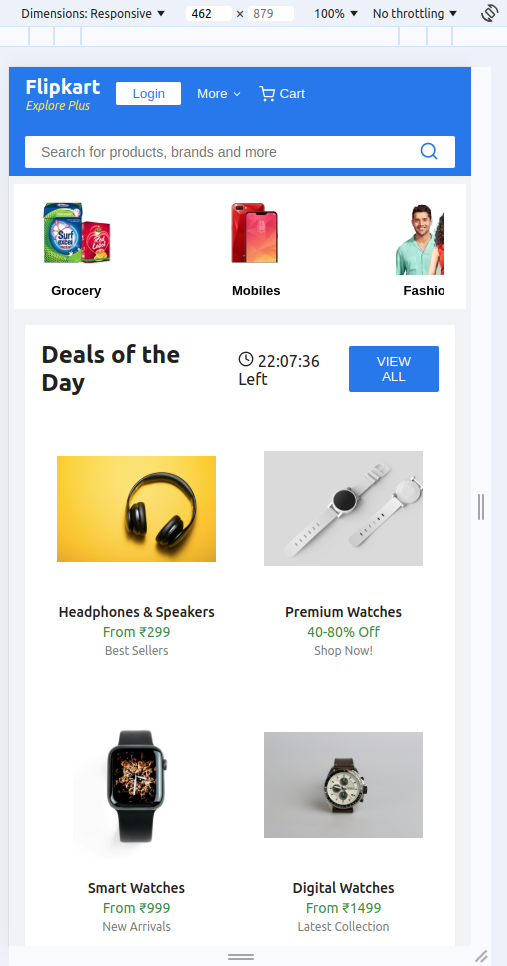 Dimensions: Responsive 462 × 879 100% No throttling
Flipkart
Explore Plus
Login More Cart
Search for products, brands and more
Surf excel
Red Label
Grocery Mobiles Fashio
Deals of the
Day
22:07:36
Left
VIEW
ALL
Headphones & Speakers Premium Watches
From ₹299 40-80% Off
Best Sellers Shop Now!
Smart Watches Digital Watches
From ₹999 From ₹1499
New Arrivals Latest Collection